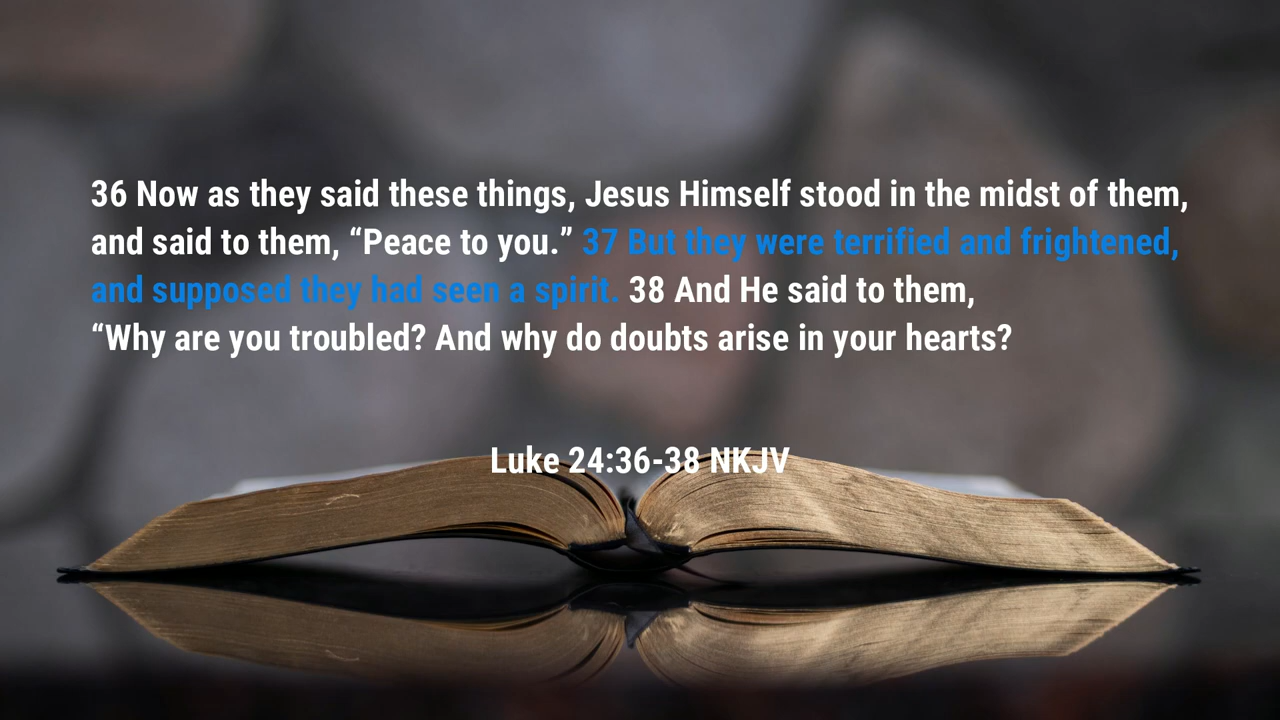 36 Now as they said these things, Jesus Himself stood in the midst of them,
and said to them, “Peace to you.” 37 But they were terrified and frightened,
and supposed they had seen a spirit. 38 And He said to them,
“Why are you troubled? And why do doubts arise in your hearts?
Luke 24:36-38 NKJV